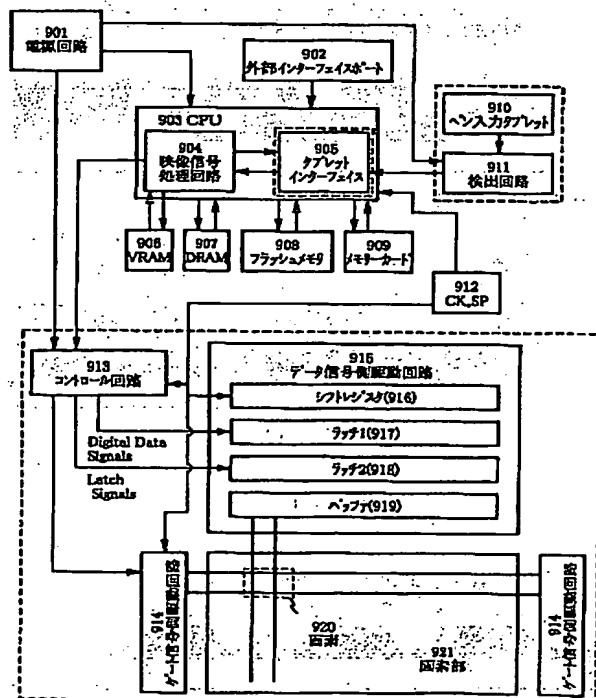 901
電源回路
902
外部インターフェイスポート
903 CPU
904
映像信号
処理回路
905
タブレット
インターフェイス
910
ペン入力タブレット
911
検出回路
906
VRAM
907
DRAM
908
フラッシュメモリ
909
メモリーカード
912
CK,SP
913
コントロール回路
915
データ信号側駆動回路
シフトレジスタ(916)
ラッチ1(917)
ラッチ2(918)
バッファ(919)
Digital Data
Signals
Latch
Signals
914
ゲート信号側駆動回路
920
画素
921
画素部
914
ゲート信号側駆動回路